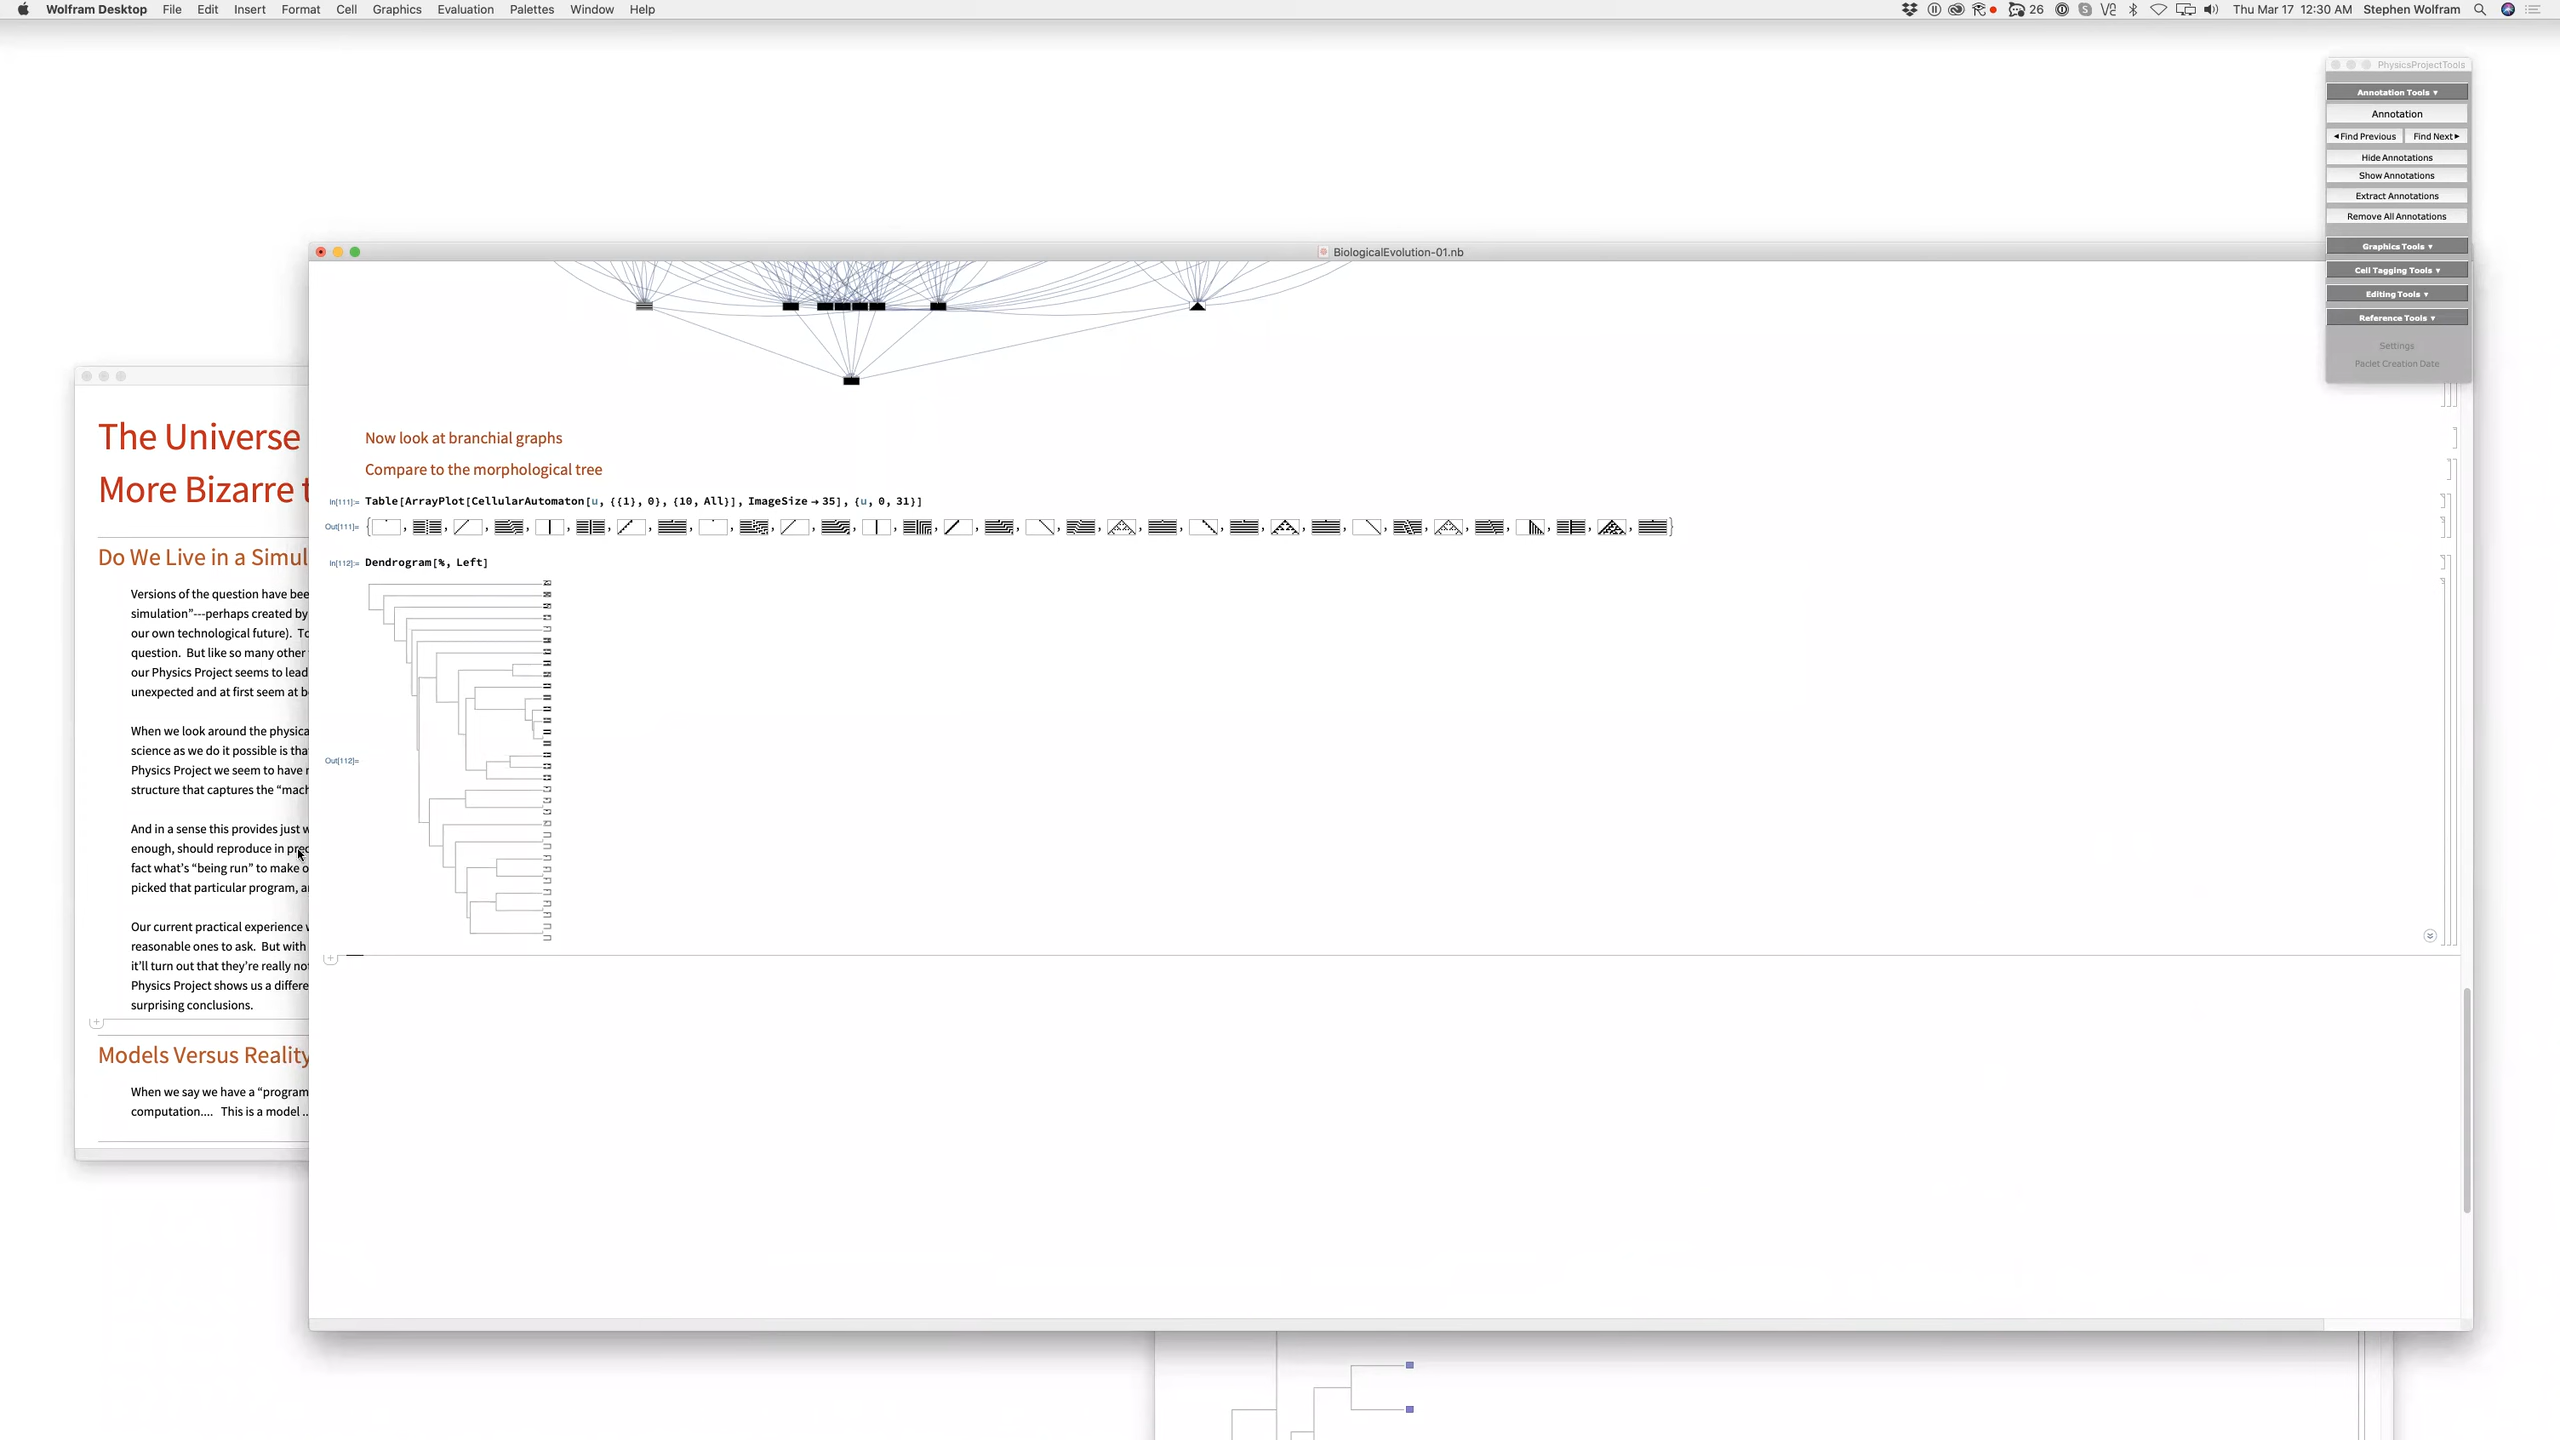 Wolfram Desktop File Edit Insert Format Cell Graphics Evaluation Palettes Window Help
26 Thu Mar 17 12:30 AM Stephen Wolfram
PhysicsProjectTools
Annotation Tools ▾
Annotation
◂Find Previous Find Next▸
Hide Annotations
Show Annotations
Extract Annotations
Remove All Annotations
Graphics Tools ▾
Cell Tagging Tools ▾
Editing Tools ▾
Reference Tools ▾
Settings
Paclet Creation Date
BiologicalEvolution-01.nb
Now look at branchial graphs
Compare to the morphological tree
In[111]:= Table[ArrayPlot[CellularAutomaton[u, {{1}, 0}, {10, All}], ImageSize → 35], {u, 0, 31}]
Out[111]= { , , , , , , , , , , , , , , , , , , , , , , , , , , , , , , , }
In[112]:= Dendrogram[%, Left]
Out[112]=
The Universe
More Bizarre t
Do We Live in a Simul
Versions of the question have bee
simulation”---perhaps created by
our own technological future). To
question. But like so many other
our Physics Project seems to lead
unexpected and at first seem at b
When we look around the physica
science as we do it possible is tha
Physics Project we seem to have r
structure that captures the “mach
And in a sense this provides just w
enough, should reproduce in prec
fact what’s “being run” to make o
picked that particular program, a
Our current practical experience w
reasonable ones to ask. But with
it’ll turn out that they’re really no
Physics Project shows us a differe
surprising conclusions.
Models Versus Reality
When we say we have a “program
computation.... This is a model ..